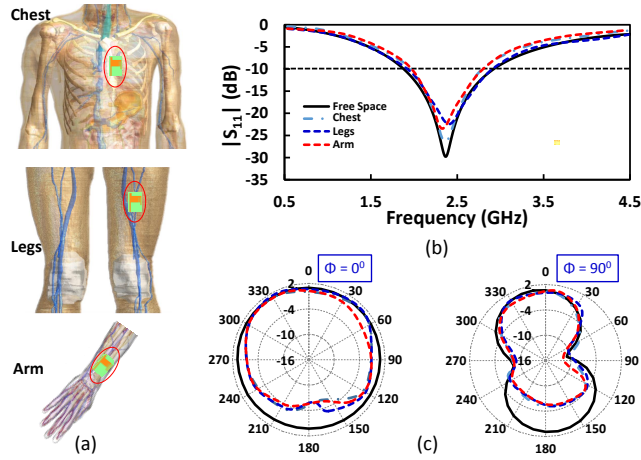 Chest
Legs
Arm
(a)
|S11| (dB)
0
-5
-10
-15
-20
-25
-30
-35
Free Space
Chest
Legs
Arm
0.5 1.5 2.5 3.5 4.5
Frequency (GHz)
(b)
Φ = 0⁰
2
-4
-10
-16
0
30
60
90
120
150
180
210
240
270
300
330
Φ = 90⁰
2
-4
-10
-16
0
30
60
90
120
150
180
210
240
270
300
330
(c)